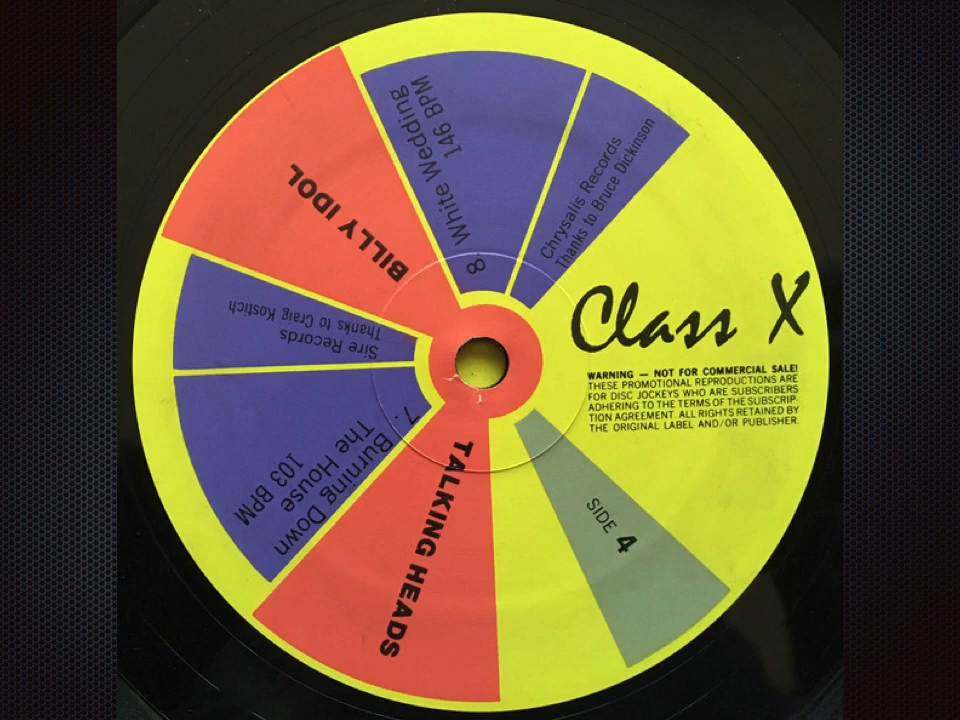 Class X
WARNING — NOT FOR COMMERCIAL SALE!
THESE PROMOTIONAL REPRODUCTIONS ARE
FOR DISC JOCKEYS WHO ARE SUBSCRIBERS
ADHERING TO THE TERMS OF THE SUBSCRIP-
TION AGREEMENT. ALL RIGHTS RETAINED BY
THE ORIGINAL LABEL AND/OR PUBLISHER.
SIDE 4
TALKING HEADS
7. Burning Down
The House
103 BPM
Sire Records
Thanks to Craig Kostich
BILLY IDOL
8. White Wedding
146 BPM
Chrysalis Records
Thanks to Bruce Dickinson